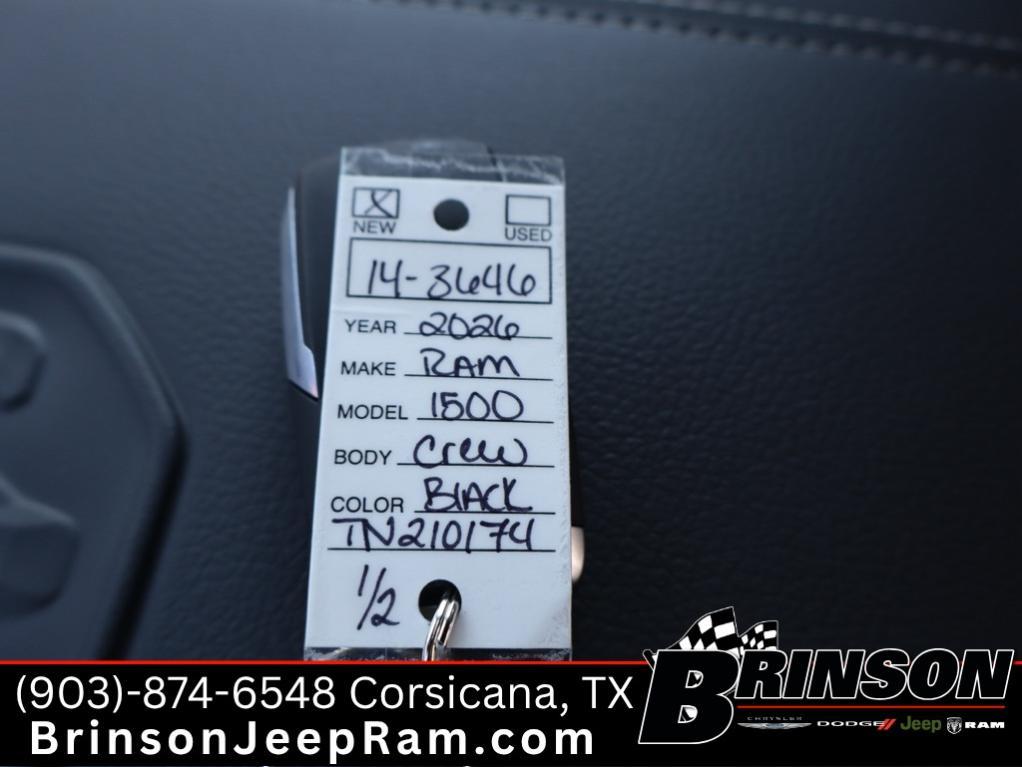 NEW USED
14-3646
YEAR 2026
MAKE RAM
MODEL 1500
BODY Crew
COLOR BLACK
TN210174
1/2
(903)-874-6548 Corsicana, TX
BrinsonJeepRam.com
BRINSON
CHRYSLER DODGE Jeep RAM